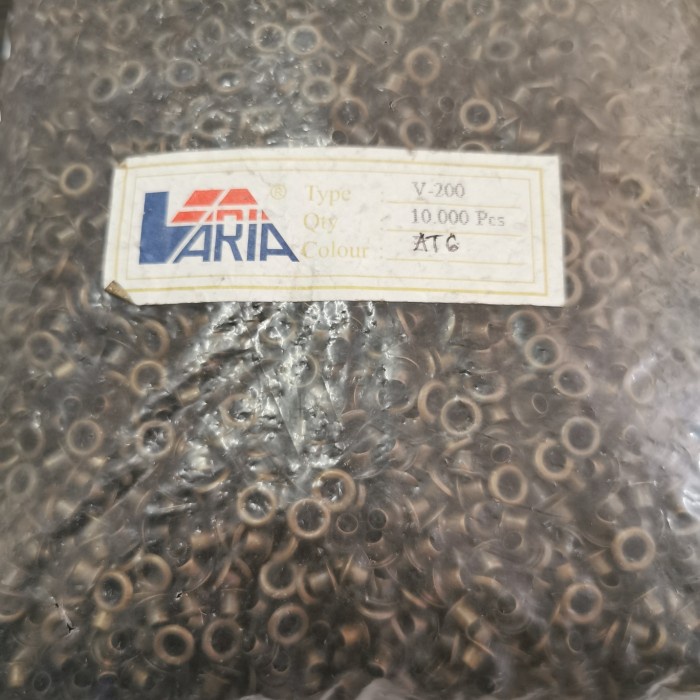 VARIA ®
Type : V-200
Qty : 10.000 Pcs
Colour : ATG